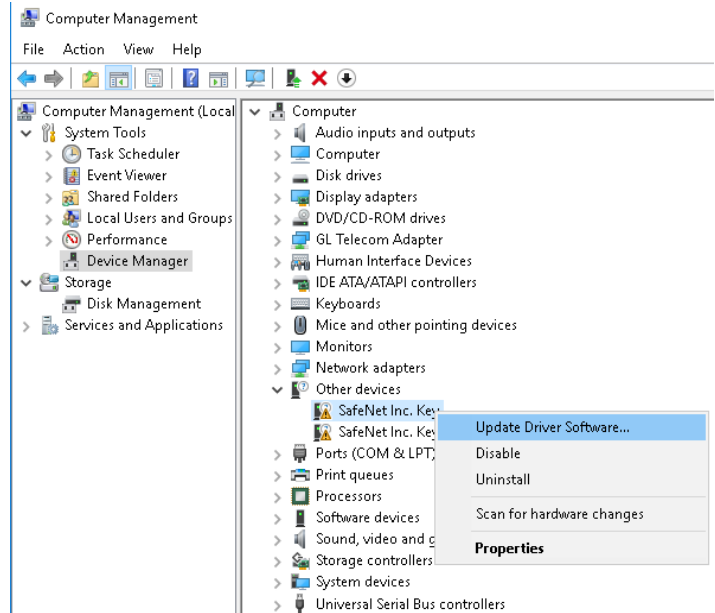 Computer Management
File Action View Help
Computer Management (Local
System Tools
Task Scheduler
Event Viewer
Shared Folders
Local Users and Groups
Performance
Device Manager
Storage
Disk Management
Services and Applications
Computer
Audio inputs and outputs
Computer
Disk drives
Display adapters
DVD/CD-ROM drives
GL Telecom Adapter
Human Interface Devices
IDE ATA/ATAPI controllers
Keyboards
Mice and other pointing devices
Monitors
Network adapters
Other devices
SafeNet Inc. Key
SafeNet Inc. Key
Ports (COM & LPT)
Print queues
Processors
Software devices
Sound, video and g
Storage controllers
System devices
Universal Serial Bus controllers
Update Driver Software...
Disable
Uninstall
Scan for hardware changes
Properties